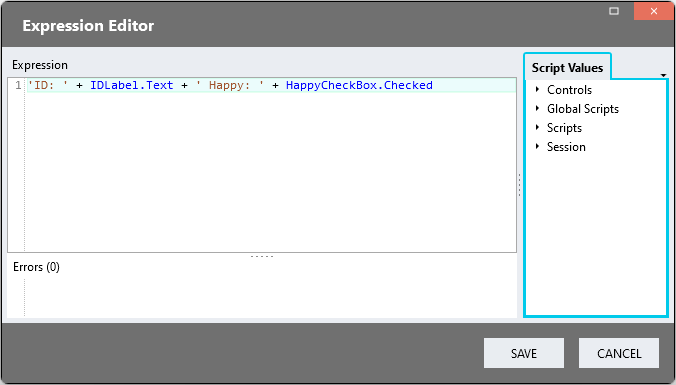 Expression Editor
Expression
Script Values
1 'ID: ' + IDLabel.Text + ' Happy: ' + HappyCheckBox.Checked
Controls
Global Scripts
Scripts
Session
Errors (0)
SAVE
CANCEL